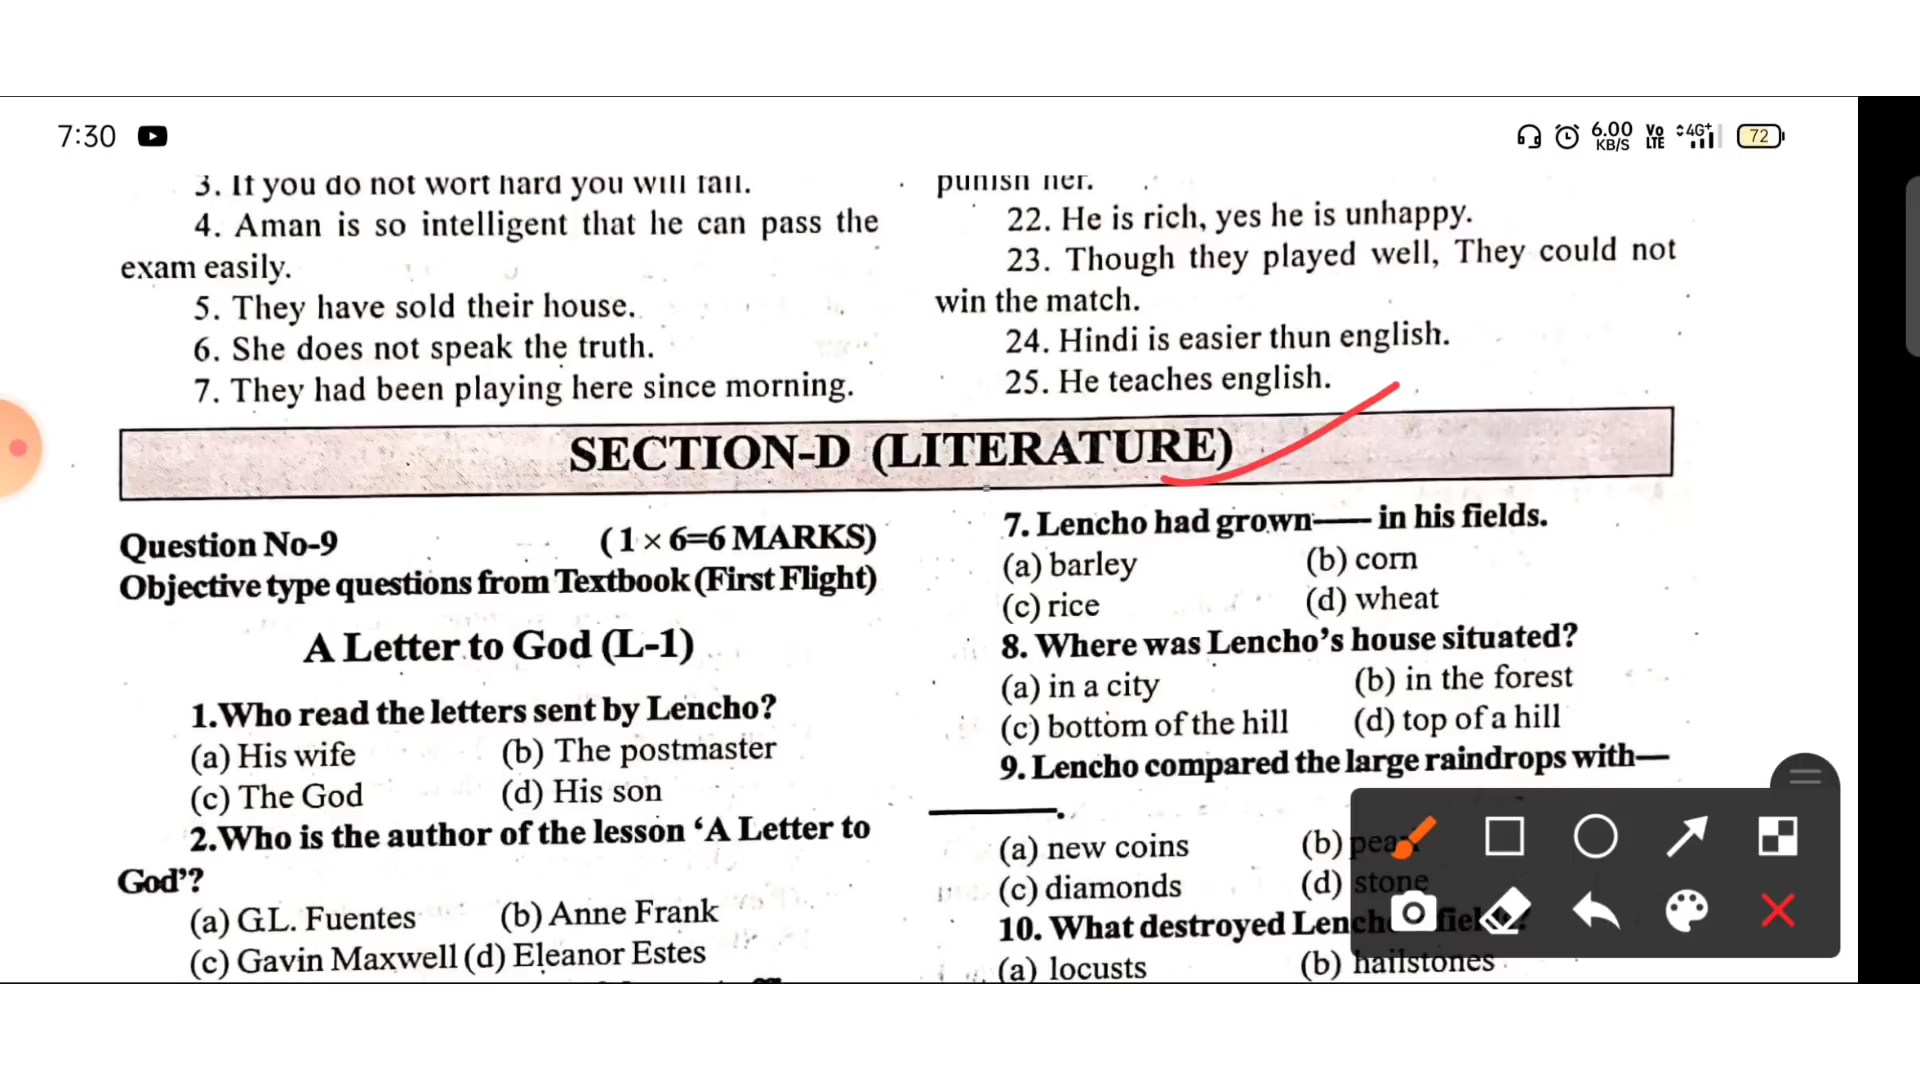 7:30
6.00
KB/S
Vo
LTE
4G+
72
3. If you do not wort hard you will fail.
4. Aman is so intelligent that he can pass the
exam easily.
5. They have sold their house.
6. She does not speak the truth.
7. They had been playing here since morning.
punish her.
22. He is rich, yes he is unhappy.
23. Though they played well, They could not
win the match.
24. Hindi is easier thun english.
25. He teaches english.
SECTION-D (LITERATURE)
Question No-9 (1 × 6=6 MARKS)
Objective type questions from Textbook (First Flight)
A Letter to God (L-1)
1.Who read the letters sent by Lencho?
(a) His wife (b) The postmaster
(c) The God (d) His son
2.Who is the author of the lesson ‘A Letter to
God’?
(a) G.L. Fuentes (b) Anne Frank
(c) Gavin Maxwell (d) Eleanor Estes
7. Lencho had grown—— in his fields.
(a) barley (b) corn
(c) rice (d) wheat
8. Where was Lencho’s house situated?
(a) in a city (b) in the forest
(c) bottom of the hill (d) top of a hill
9. Lencho compared the large raindrops with—
———.
(a) new coins (b)
(c) diamonds (d) stone
10. What destroyed
(a) locusts (b) hailstones